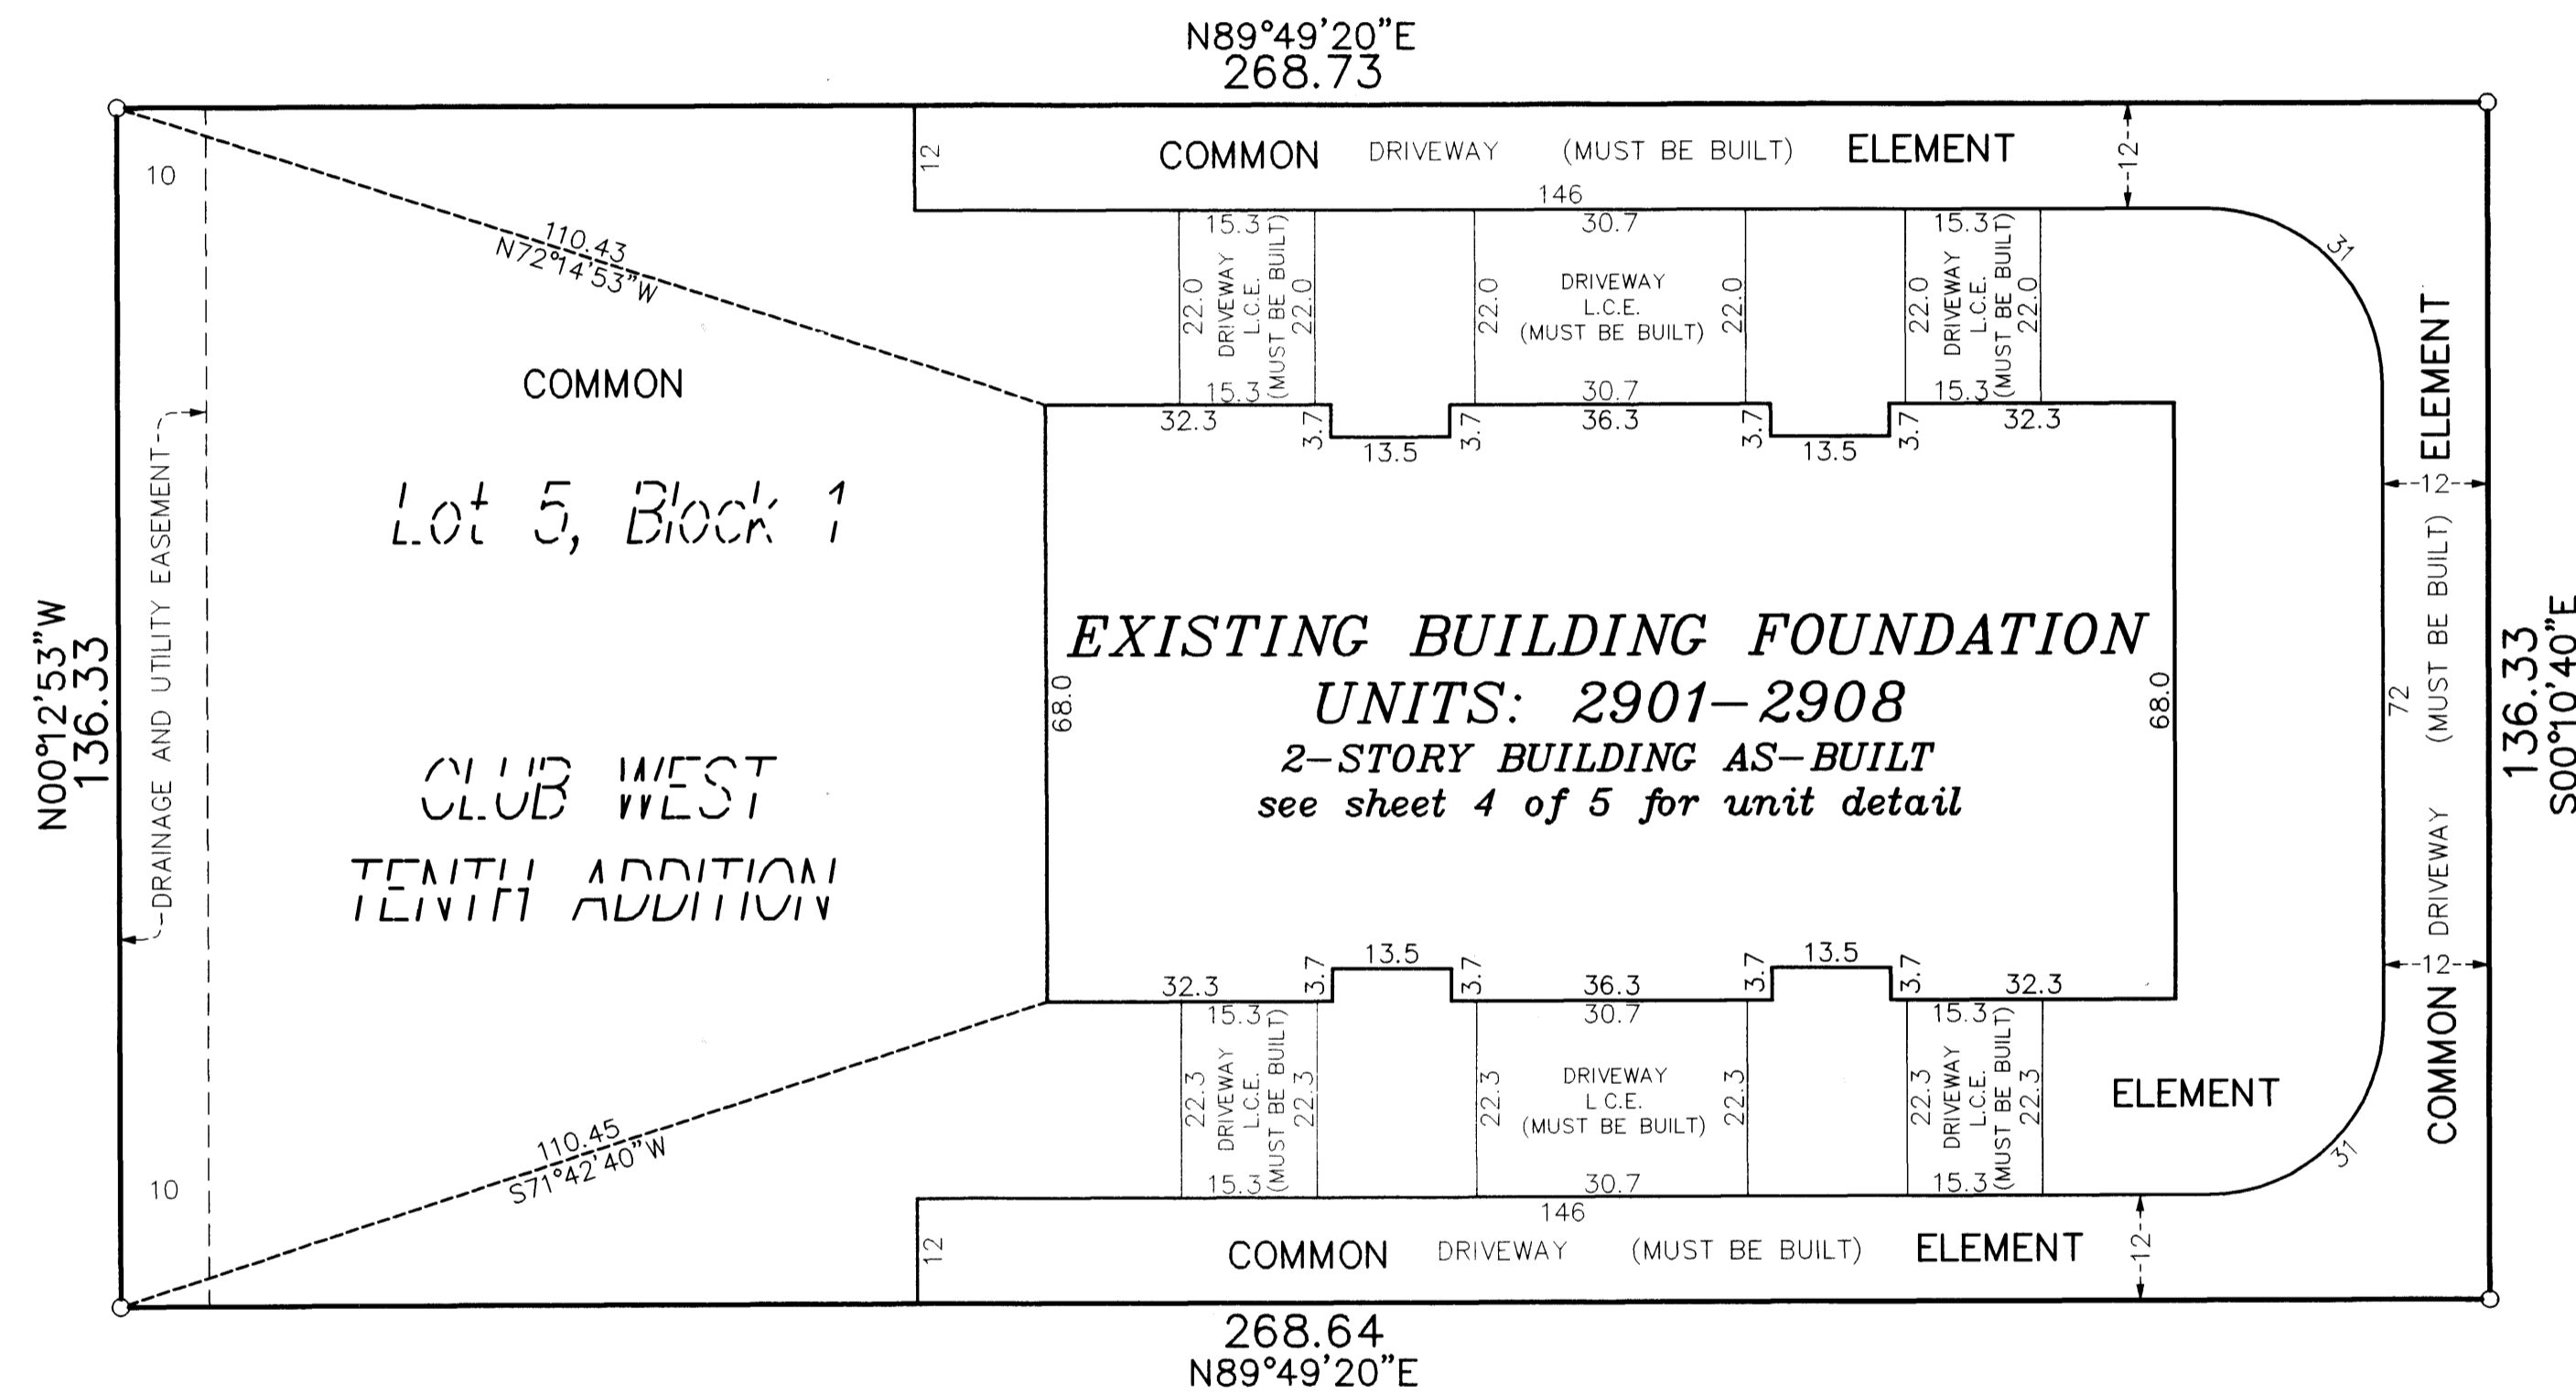 N89°49'20"E
268.73
COMMON DRIVEWAY (MUST BE BUILT) ELEMENT
12
12
146
10
110.43
N72°14'53"W
15.3
DRIVEWAY
L.C.E.
(MUST BE BUILT)
22.0
22.0
15.3
30.7
22.0
DRIVEWAY
L.C.E.
(MUST BE BUILT)
22.0
30.7
15.3
22.0
DRIVEWAY
L.C.E.
(MUST BE BUILT)
22.0
15.3
31
COMMON
32.3
3.7
13.5
3.7
36.3
3.7
13.5
3.7
32.3
Lot 5, Block 1
CLUB WEST
TENTH ADDITION
DRAINAGE AND UTILITY EASEMENT
N00°12'53"W
136.33
68.0
EXISTING BUILDING FOUNDATION
UNITS: 2901-2908
2-STORY BUILDING AS-BUILT
see sheet 4 of 5 for unit detail
68.0
72
12
COMMON DRIVEWAY (MUST BE BUILT) ELEMENT
12
136.33
S00°10'40"E
32.3
3.7
13.5
3.7
36.3
3.7
13.5
3.7
32.3
15.3
22.3
DRIVEWAY
L.C.E.
(MUST BE BUILT)
22.3
15.3
30.7
22.3
DRIVEWAY
L C.E.
(MUST BE BUILT)
22.3
30.7
15.3
22.3
DRIVEWAY
L.C.E.
(MUST BE BUILT)
22.3
15.3
ELEMENT
31
110.45
S71°42'40"W
10
146
12
COMMON DRIVEWAY (MUST BE BUILT) ELEMENT
12
268.64
N89°49'20"E